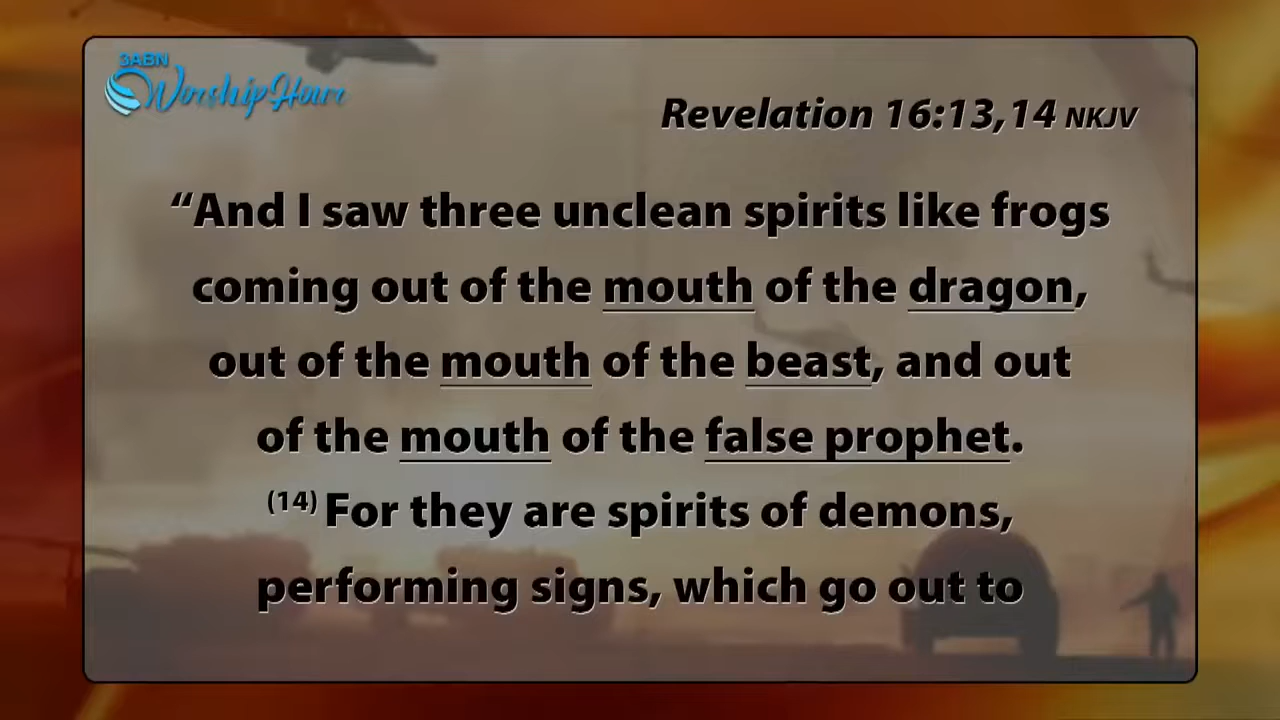 3ABN
Worship Hour
Revelation 16:13,14 NKJV
“And I saw three unclean spirits like frogs
coming out of the mouth of the dragon,
out of the mouth of the beast, and out
of the mouth of the false prophet.
(14) For they are spirits of demons,
performing signs, which go out to